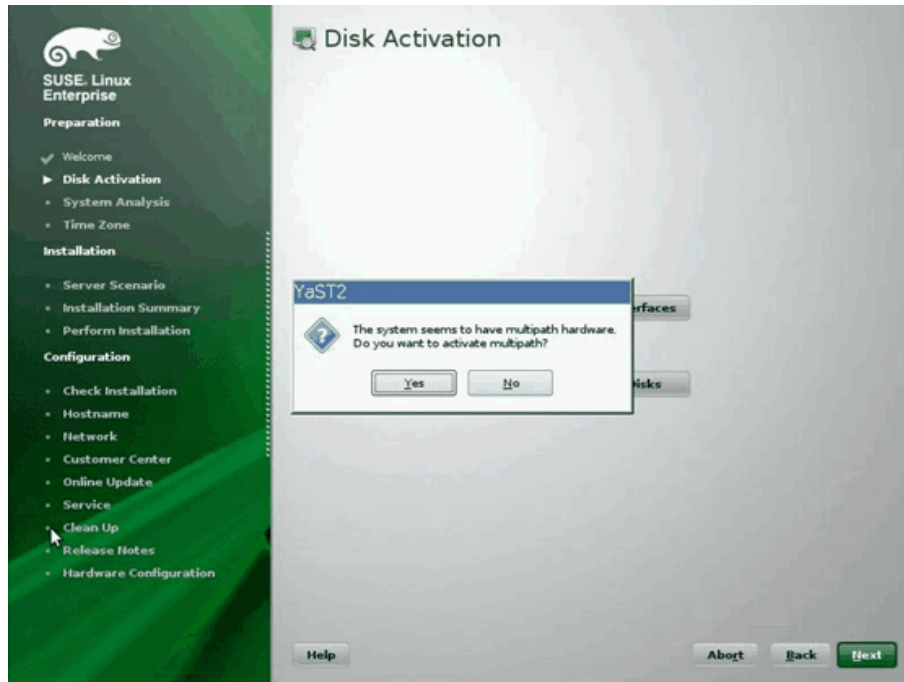 SUSE. Linux
Enterprise
Preparation
Welcome
Disk Activation
System Analysis
Time Zone
Installation
Server Scenario
Installation Summary
Perform Installation
Configuration
Check Installation
Hostname
Network
Customer Center
Online Update
Service
Clean Up
Release Notes
Hardware Configuration
Disk Activation
erfaces
YaST2
The system seems to have multipath hardware.
Do you want to activate multipath?
Yes
No
isks
Help
Abort
Back
Next